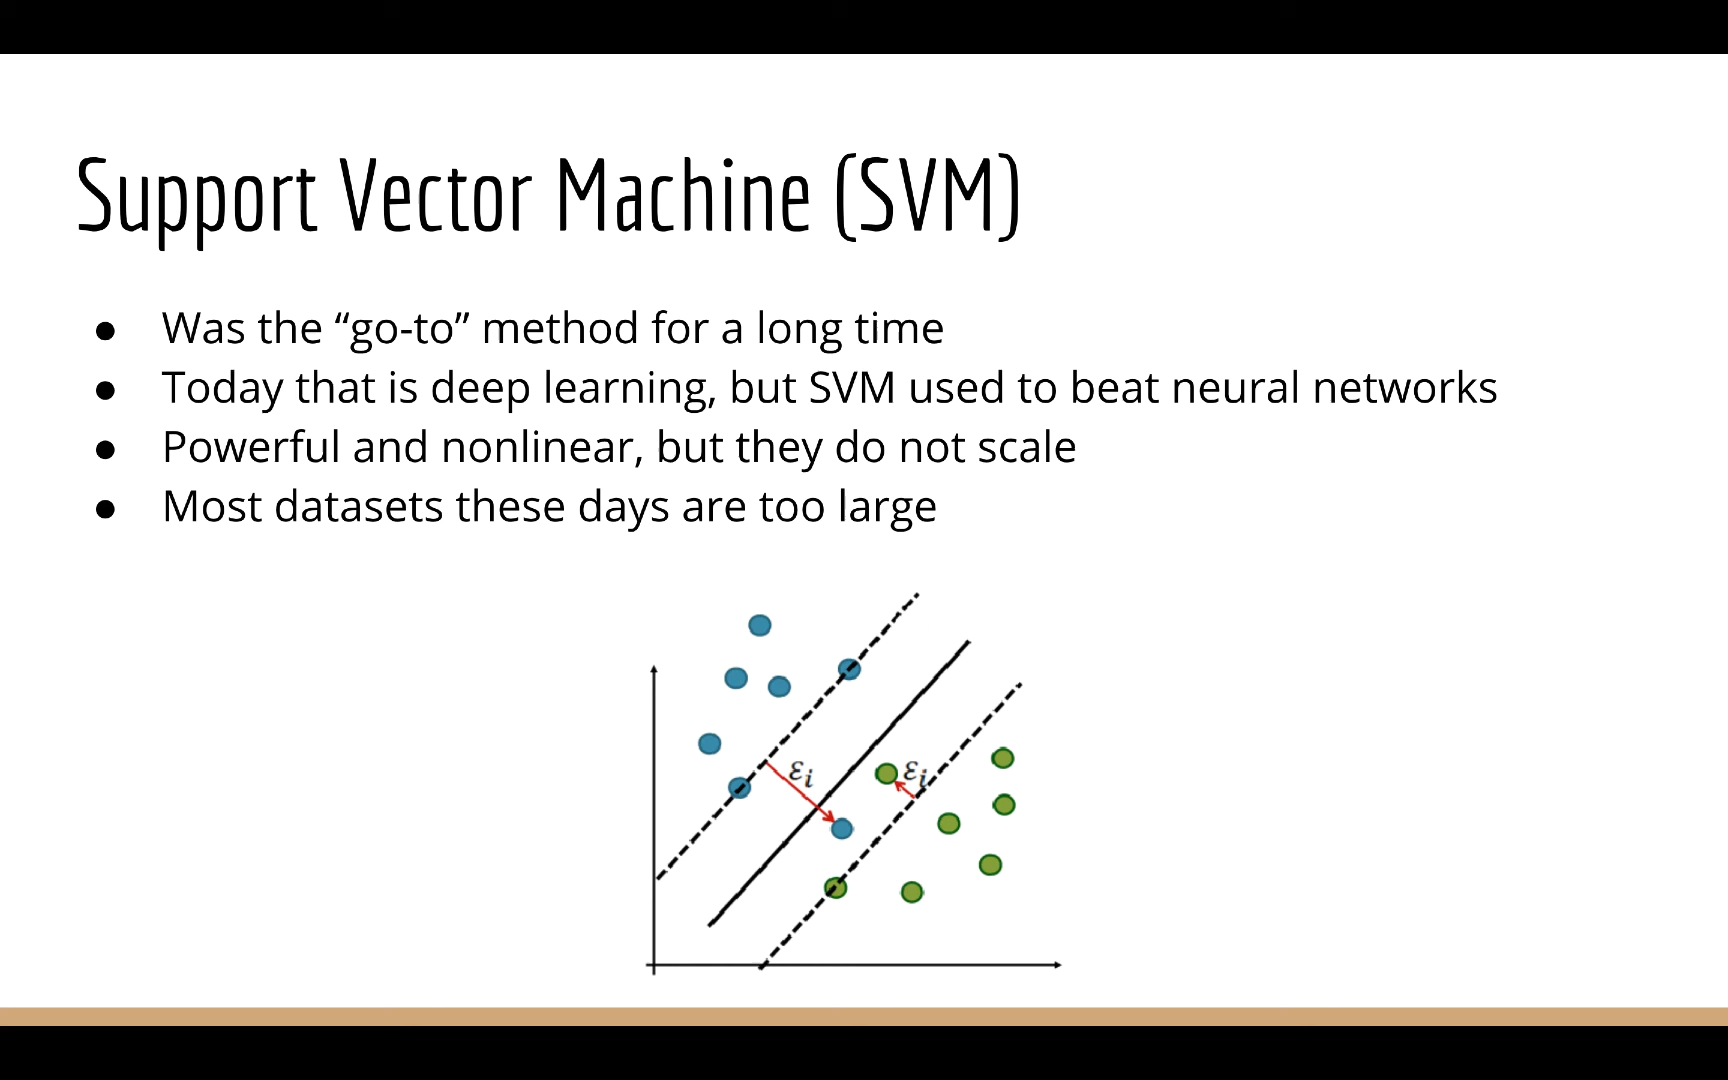 Support Vector Machine (SVM)
● Was the “go-to” method for a long time
● Today that is deep learning, but SVM used to beat neural networks
● Powerful and nonlinear, but they do not scale
● Most datasets these days are too large
εi
εi